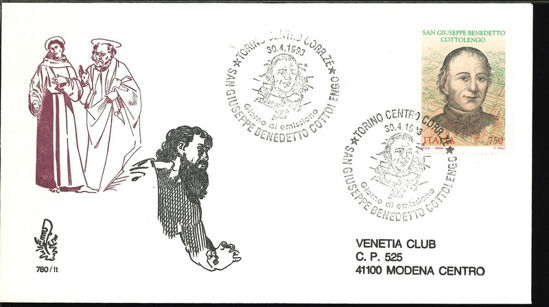 SAN GIUSEPPE BENEDETTO
COTTOLENGO
ITALIA 750
★TORINO CENTRO CORR.ZE★
30.4.1993
Giorno di emissione
SAN GIUSEPPE BENEDETTO COTTOLENGO
★TORINO CENTRO CORR.ZE★
30.4.1993
Giorno di emissione
SAN GIUSEPPE BENEDETTO COTTOLENGO
780/It
VENETIA CLUB
C. P. 525
41100 MODENA CENTRO